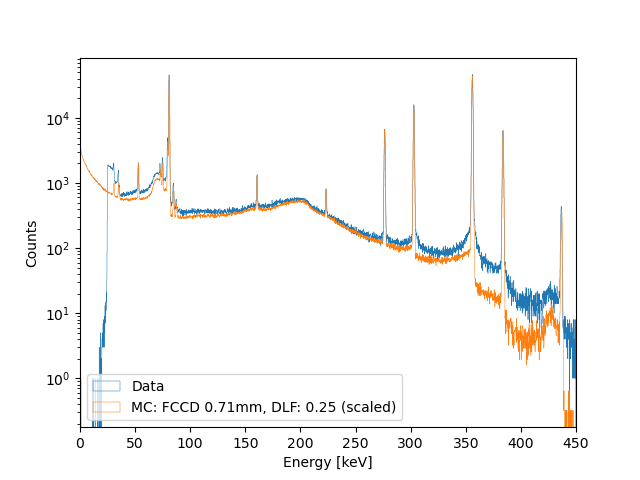 10⁴
10³
10²
10¹
10⁰
Counts
Data
MC: FCCD 0.71mm, DLF: 0.25 (scaled)
0 50 100 150 200 250 300 350 400 450
Energy [keV]